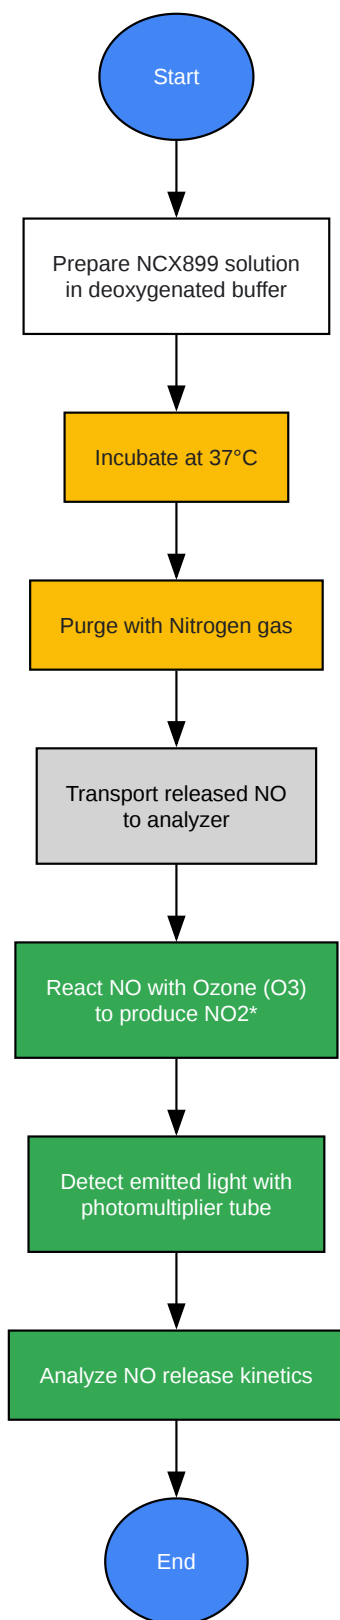 Start
Prepare NCX899 solution
in deoxygenated buffer
Incubate at 37°C
Purge with Nitrogen gas
Transport released NO
to analyzer
React NO with Ozone (O3)
to produce NO2*
Detect emitted light with
photomultiplier tube
Analyze NO release kinetics
End